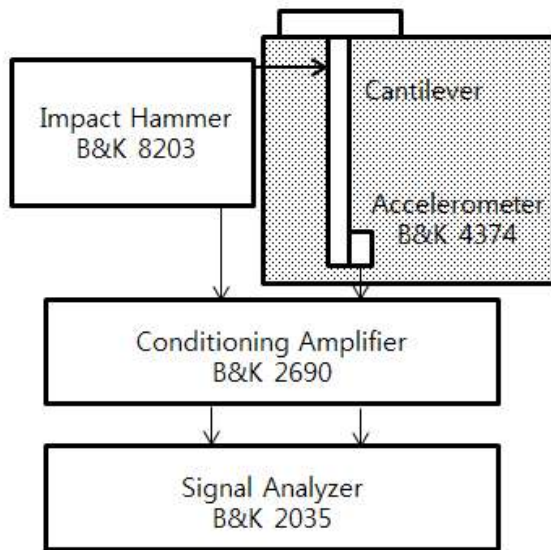 Impact Hammer
B&K 8203
Cantilever
Accelerometer
B&K 4374
Conditioning Amplifier
B&K 2690
Signal Analyzer
B&K 2035